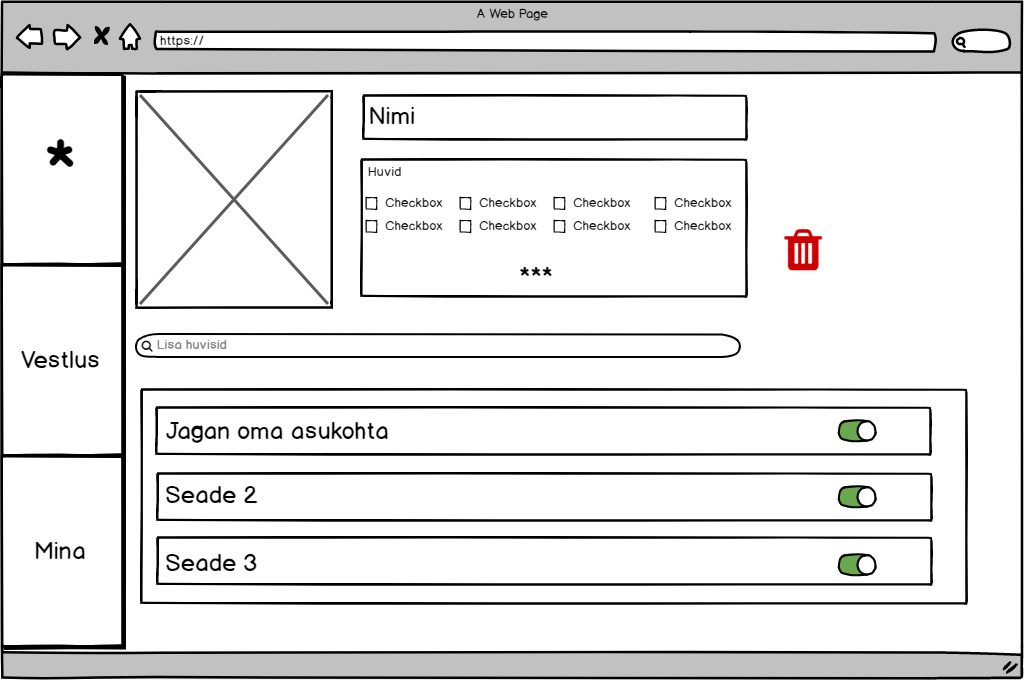 A Web Page
https://
*
Vestlus
Mina
Nimi
Huvid
Checkbox Checkbox Checkbox Checkbox
Checkbox Checkbox Checkbox Checkbox
***
Lisa huvisid
Jagan oma asukohta
Seade 2
Seade 3